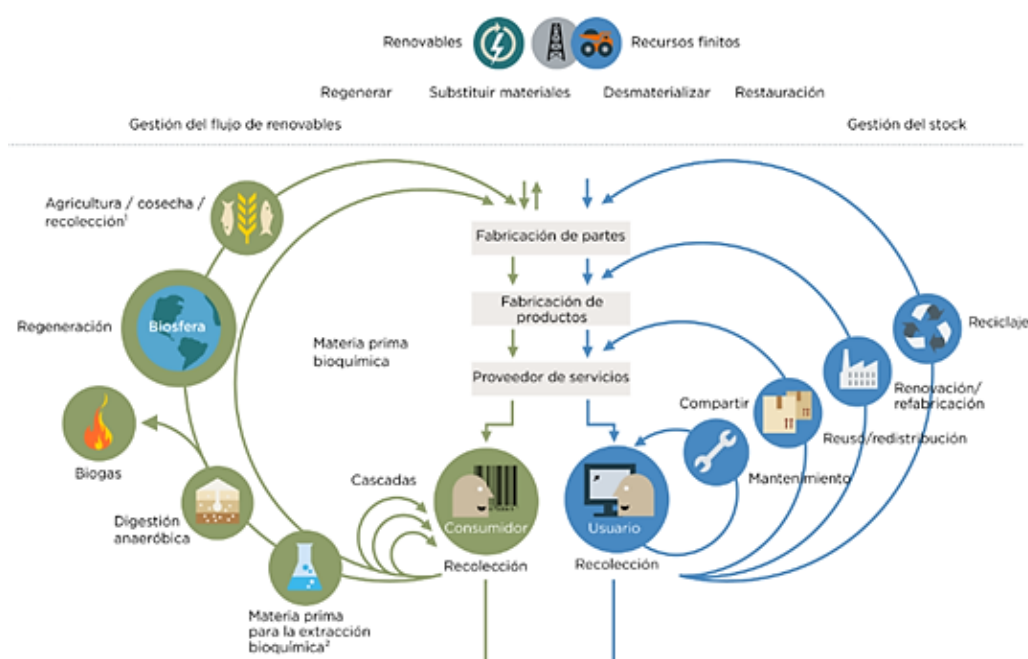 Renovables
Recursos finitos
Regenerar
Substituir materiales
Desmaterializar
Restauración
Gestión del flujo de renovables
Gestión del stock
Agricultura / cosecha /
recolección¹
Regeneración
Biosfera
Biogas
Digestión
anaeróbica
Materia prima
para la extracción
bioquímica²
Materia prima
bioquímica
Cascadas
Fabricación de partes
Fabricación de
productos
Proveedor de servicios
Consumidor
Recolección
Usuario
Recolección
Compartir
Mantenimiento
Reuso/redistribución
Renovación/
refabricación
Reciclaje